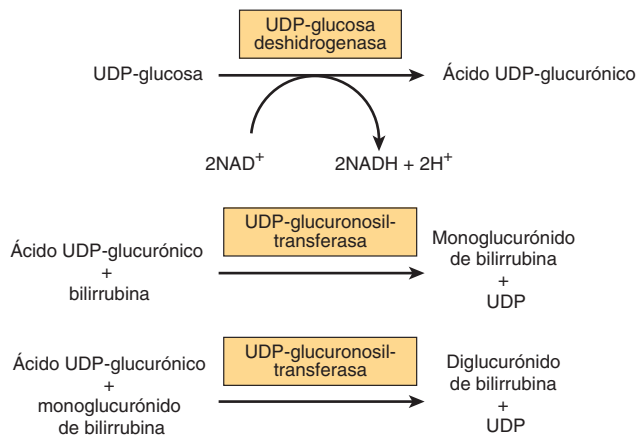 UDP-glucosa
deshidrogenasa
UDP-glucosa
Ácido UDP-glucurónico
2NAD+
2NADH + 2H+
UDP-glucuronosil-
transferasa
Ácido UDP-glucurónico
+
bilirrubina
Monoglucurónido
de bilirrubina
+
UDP
UDP-glucuronosil-
transferasa
Ácido UDP-glucurónico
+
monoglucurónido
de bilirrubina
Diglucurónido
de bilirrubina
+
UDP